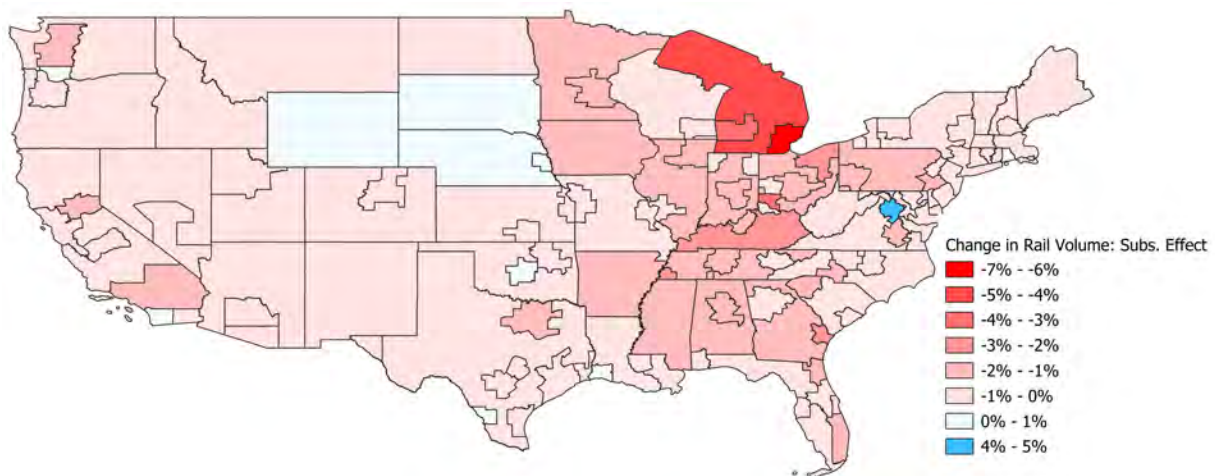 Change in Rail Volume: Subs. Effect
-7% - -6%
-5% - -4%
-4% - -3%
-3% - -2%
-2% - -1%
-1% - 0%
0% - 1%
4% - 5%